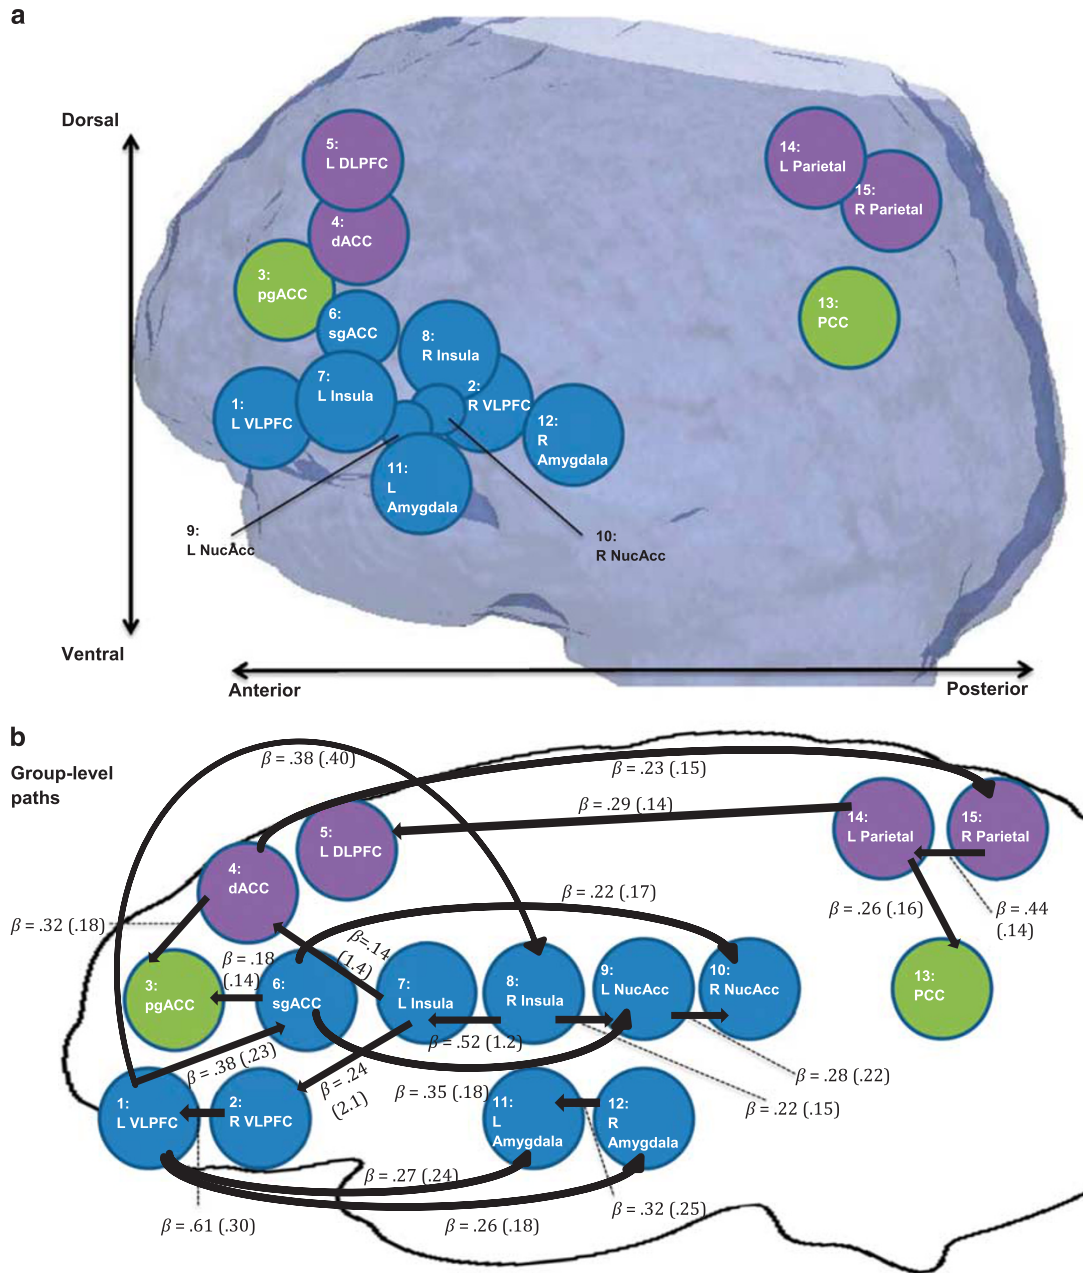 a
Dorsal
5:
L DLPFC
14:
L Parietal
15:
R Parietal
4:
dACC
3:
pgACC
13:
PCC
6:
sgACC
8:
R Insula
7:
L Insula
2:
R VLPFC
1:
L VLPFC
12:
R
Amygdala
11:
L
Amygdala
9:
L NucAcc
10:
R NucAcc
Ventral
Anterior
Posterior
b
Group-level
paths
β = .38 (.40)
β = .23 (.15)
β = .29 (.14)
5:
L DLPFC
14:
L Parietal
15:
R Parietal
4:
dACC
β = .22 (.17)
β = .26 (.16)
β = .44
(.14)
β = .32 (.18)
β = .18
(.14)
β=.14
(1.4)
3:
pgACC
6:
sgACC
7:
L Insula
8:
R Insula
9:
L NucAcc
10:
R NucAcc
13:
PCC
β = .52 (1.2)
β = .38 (.23)
β = .24
(2.1)
β = .35 (.18)
β = .28 (.22)
β = .22 (.15)
1:
L VLPFC
2:
R VLPFC
11:
L
Amygdala
12:
R
Amygdala
β = .27 (.24)
β = .61 (.30)
β = .26 (.18)
β = .32 (.25)